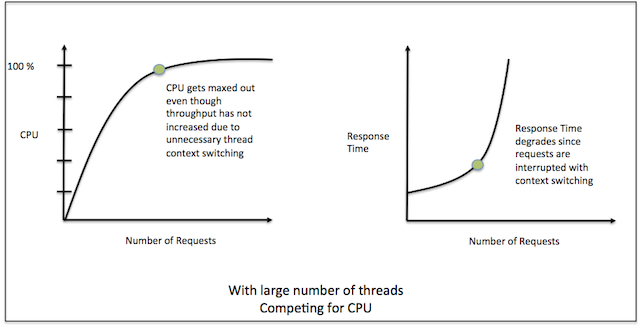 100 %
CPU
CPU gets maxed out
even though
throughput has not
increased due to
unnecessary thread
context switching
Number of Requests
Response
Time
Response Time
degrades since
requests are
interrupted with
context switching
Number of Requests
With large number of threads
Competing for CPU